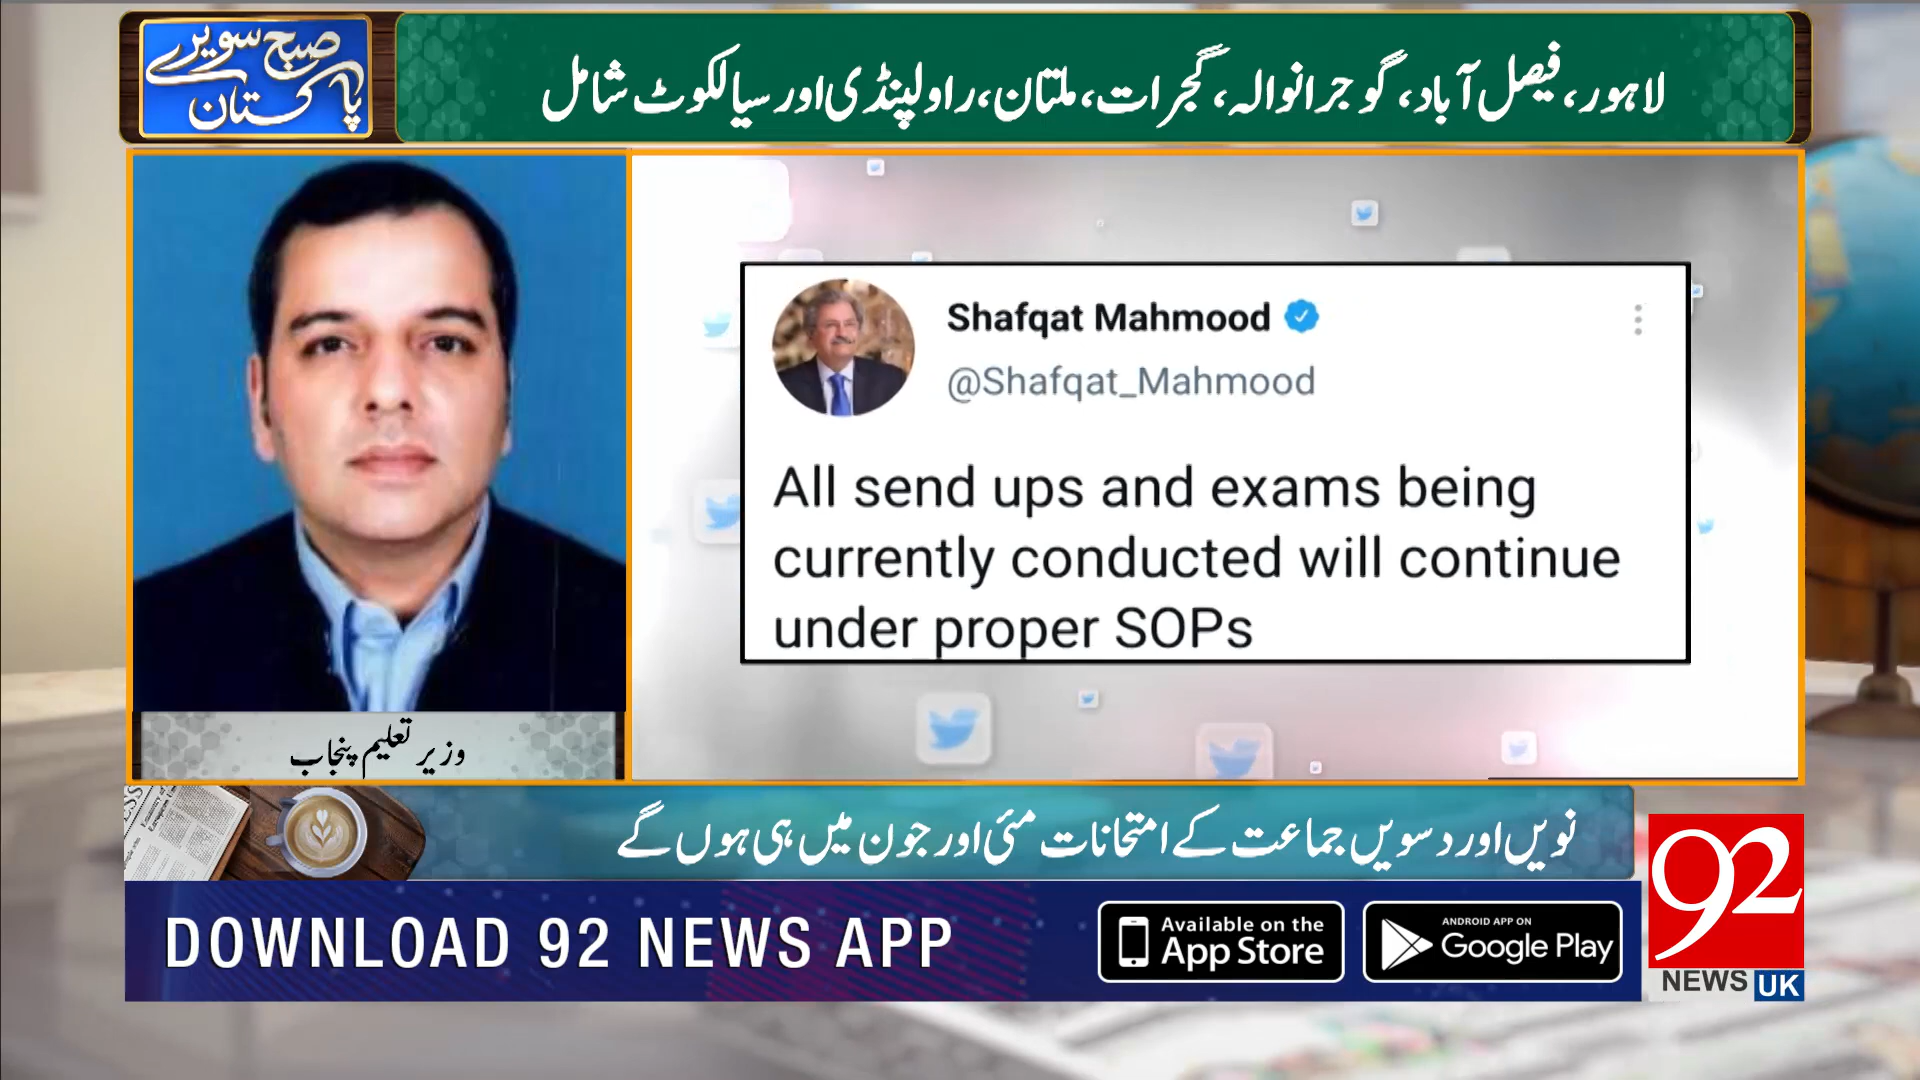 صبح سویرے
پاکستان
لاہور، فیصل آباد، گوجرانوالہ، گجرات، ملتان، راولپنڈی اور سیالکوٹ شامل
Shafqat Mahmood
@Shafqat_Mahmood
All send ups and exams being
currently conducted will continue
under proper SOPs
وزیر تعلیم پنجاب
نویں اور دسویں جماعت کے امتحانات مئی اور جون میں ہی ہوں گے
DOWNLOAD 92 NEWS APP
Available on the
App Store
ANDROID APP ON
Google Play
92
NEWS UK